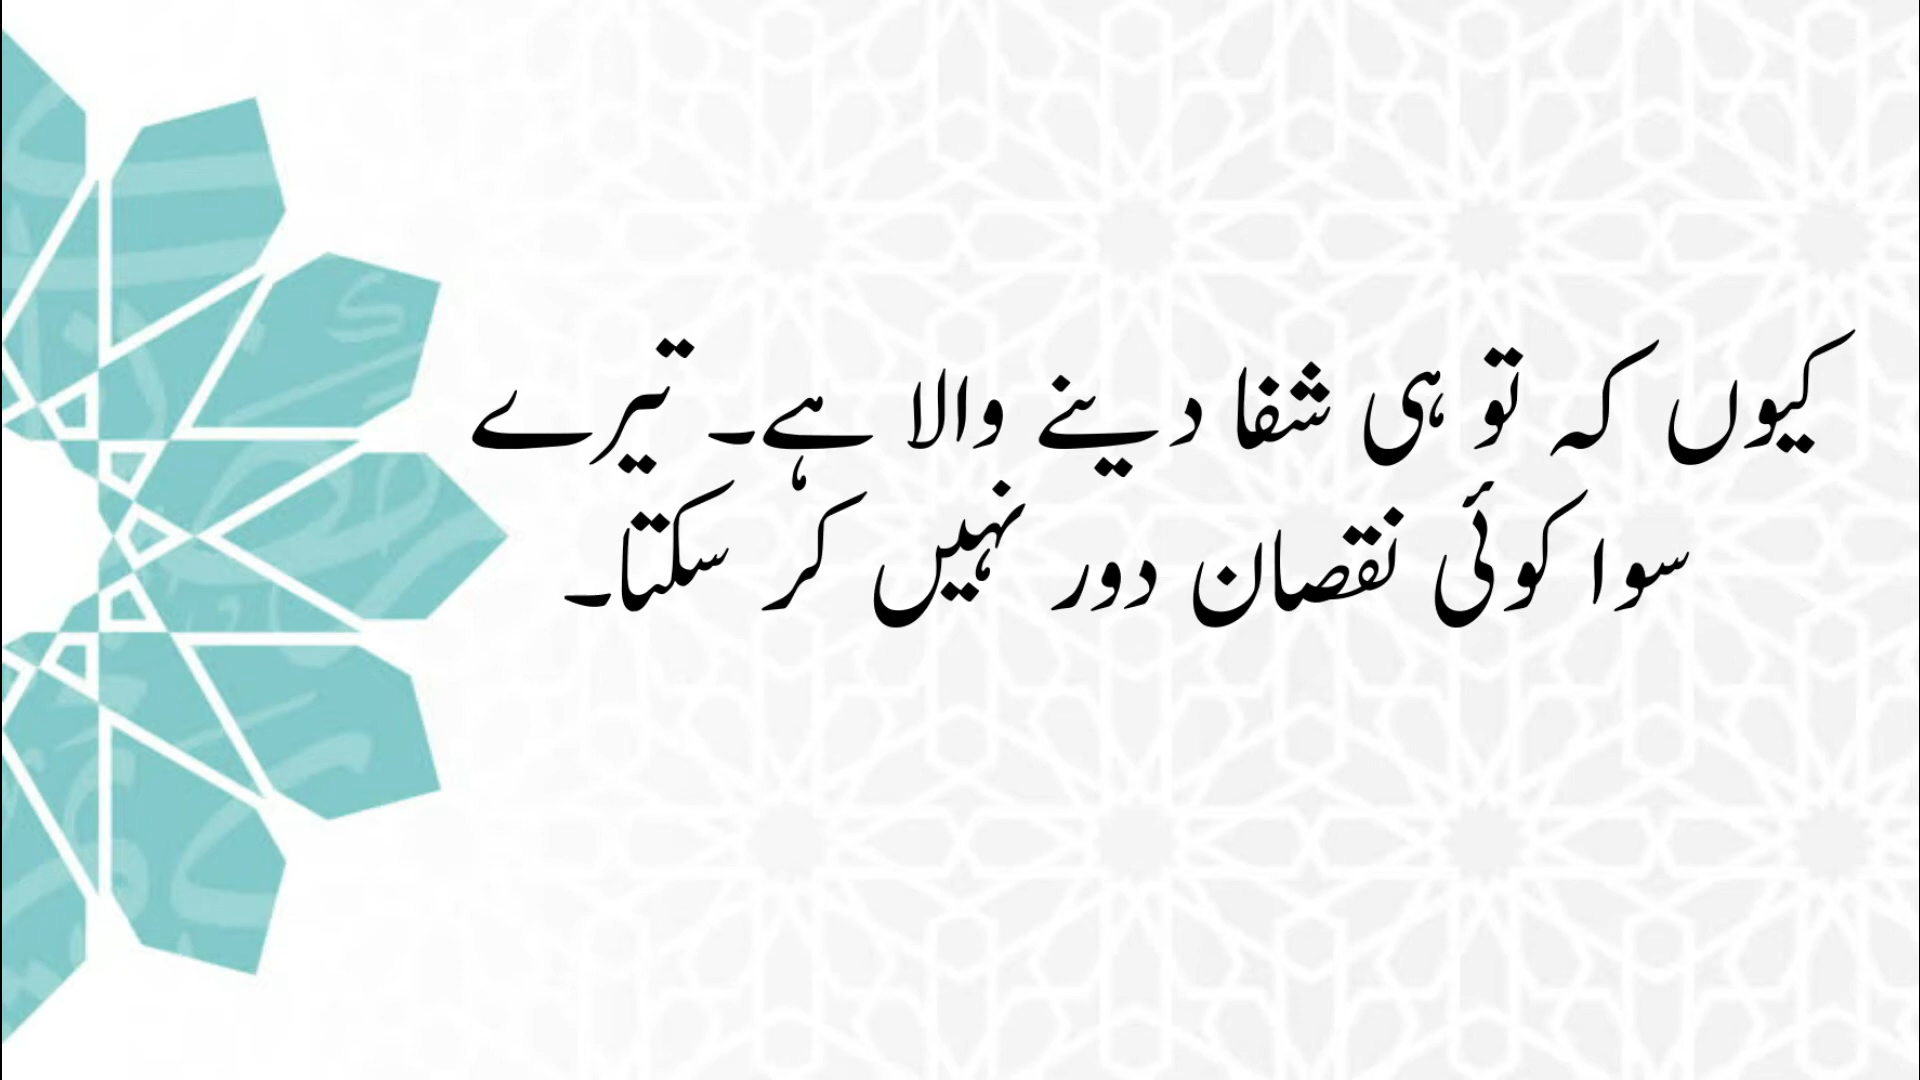 کیوں کہ تو ہی شفا دینے والا ہے۔ تیرے
سوا کوئی نقصان دور نہیں کر سکتا۔